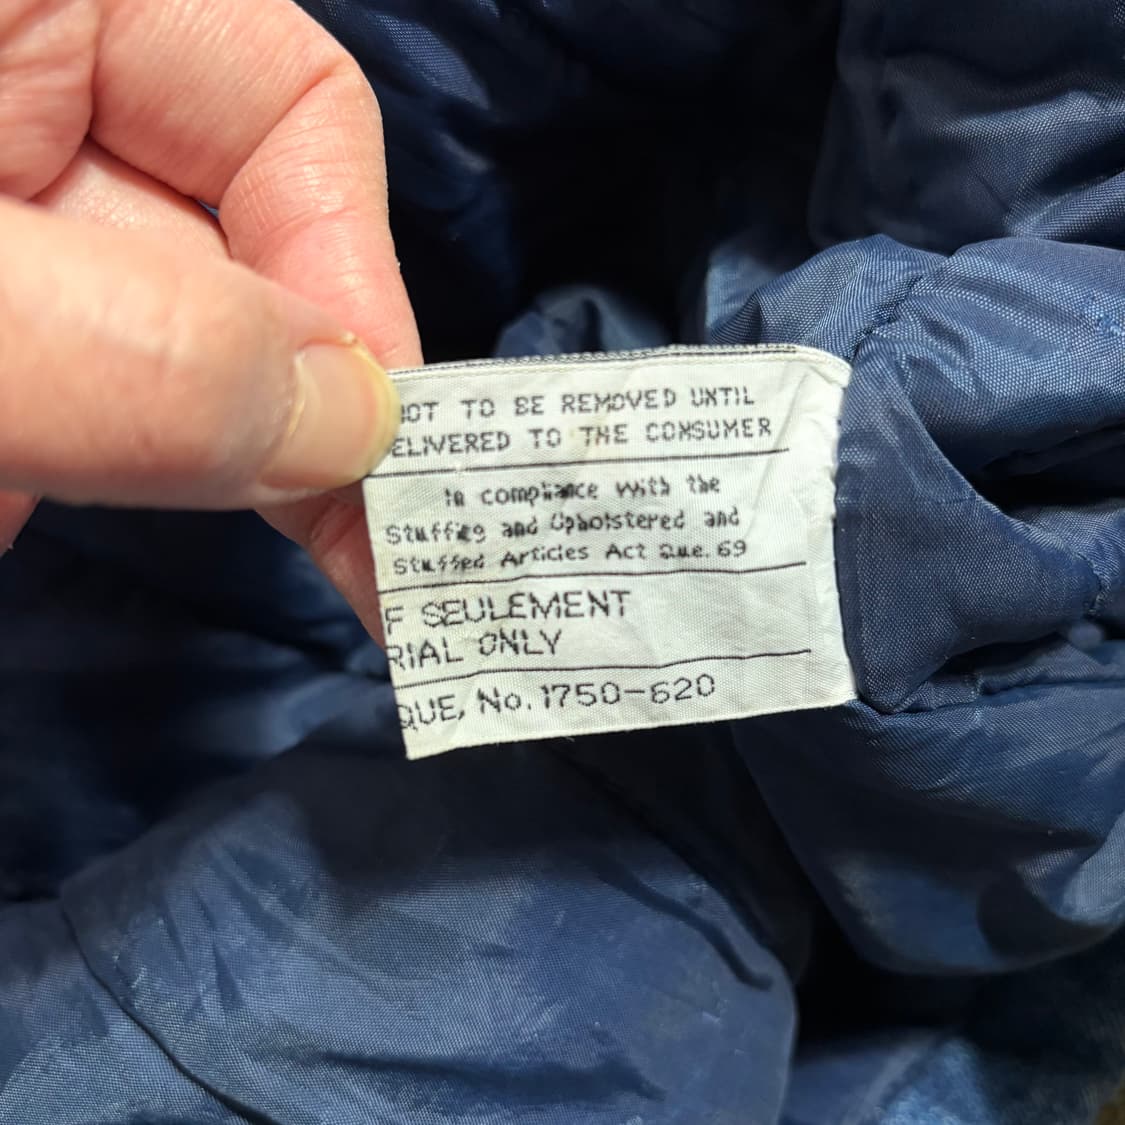 NOT TO BE REMOVED UNTIL
ELIVERED TO THE CONSUMER
In compliance with the
Stuffing and Upholstered and
Stuffed Articles Act Que. 69
F SEULEMENT
RIAL ONLY
QUE, No. 1750-620